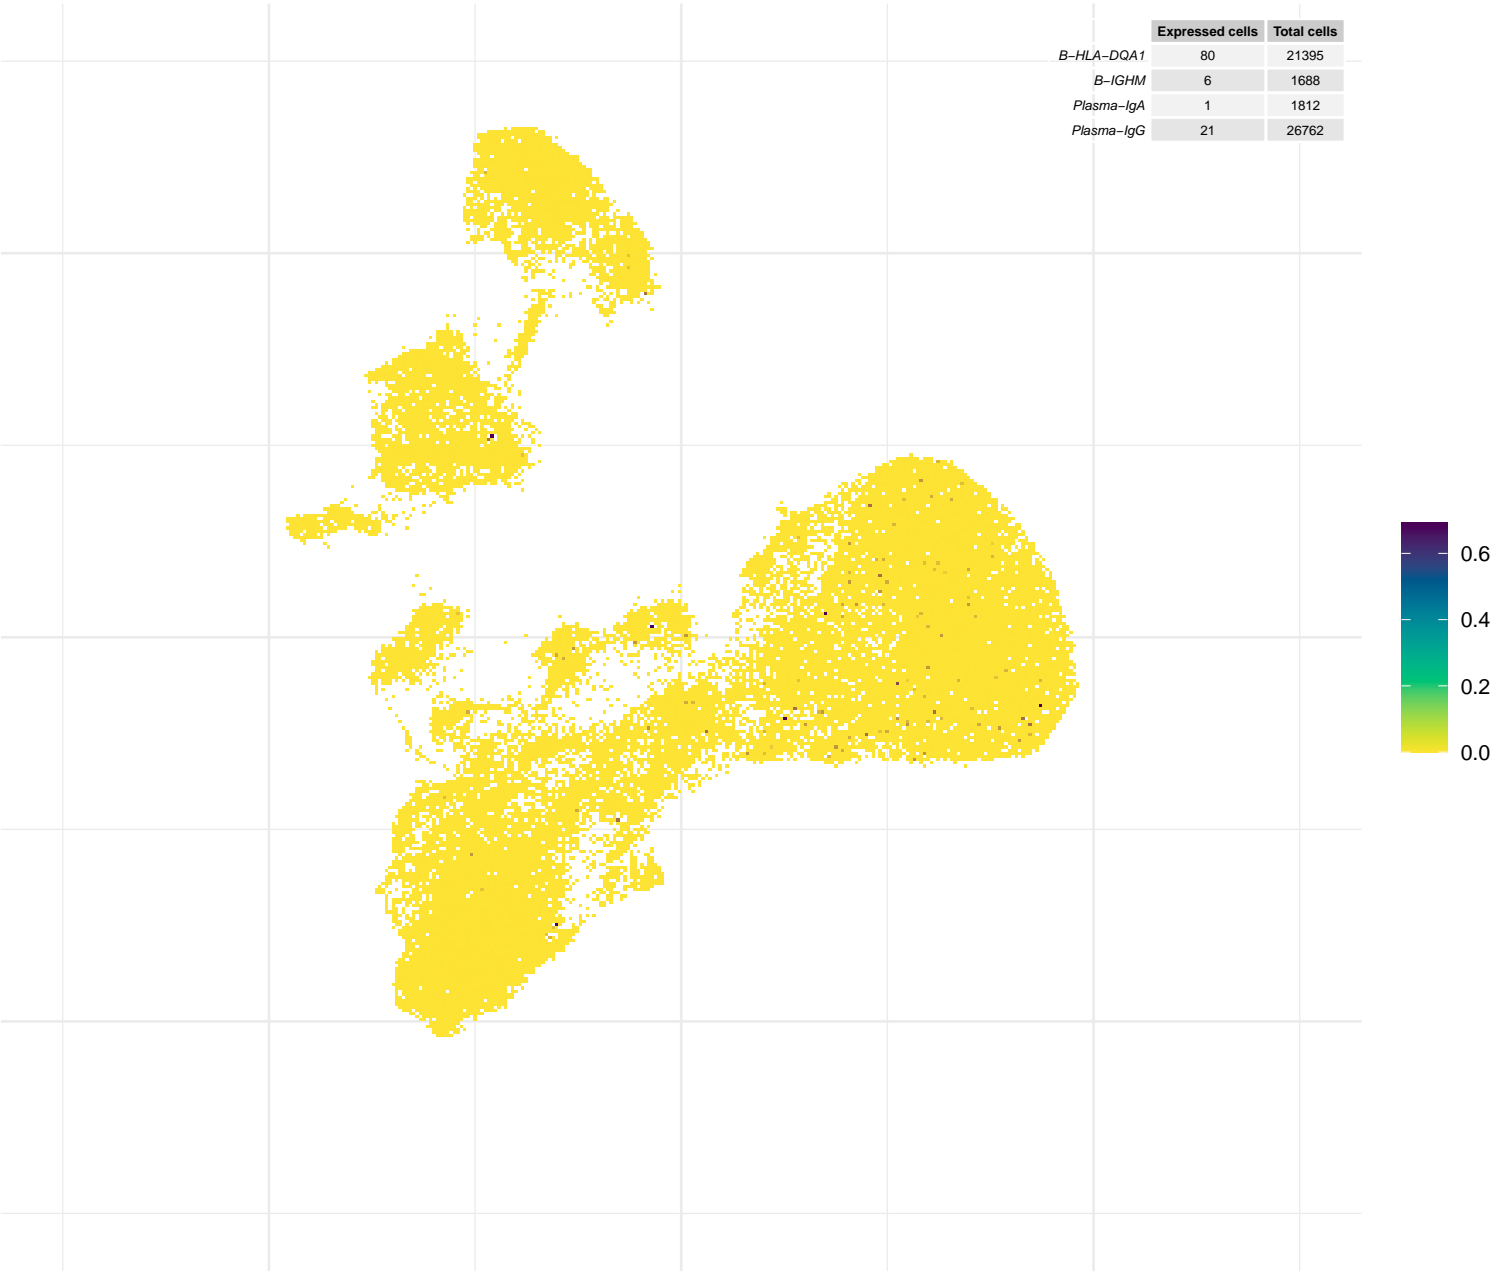 Expressed cells Total cells
B−HLA−DQA1 80 21395
B−IGHM 6 1688
Plasma−IgA 1 1812
Plasma−IgG 21 26762
0.6
0.4
0.2
0.0